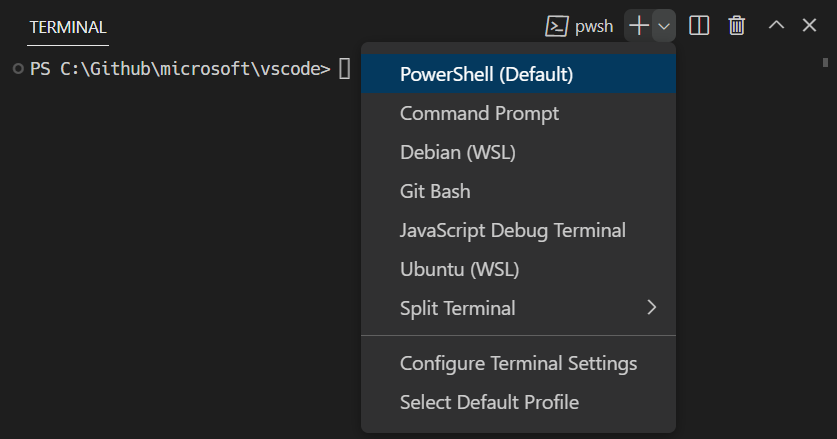 TERMINAL
pwsh
PS C:\Github\microsoft\vscode>
PowerShell (Default)
Command Prompt
Debian (WSL)
Git Bash
JavaScript Debug Terminal
Ubuntu (WSL)
Split Terminal
Configure Terminal Settings
Select Default Profile